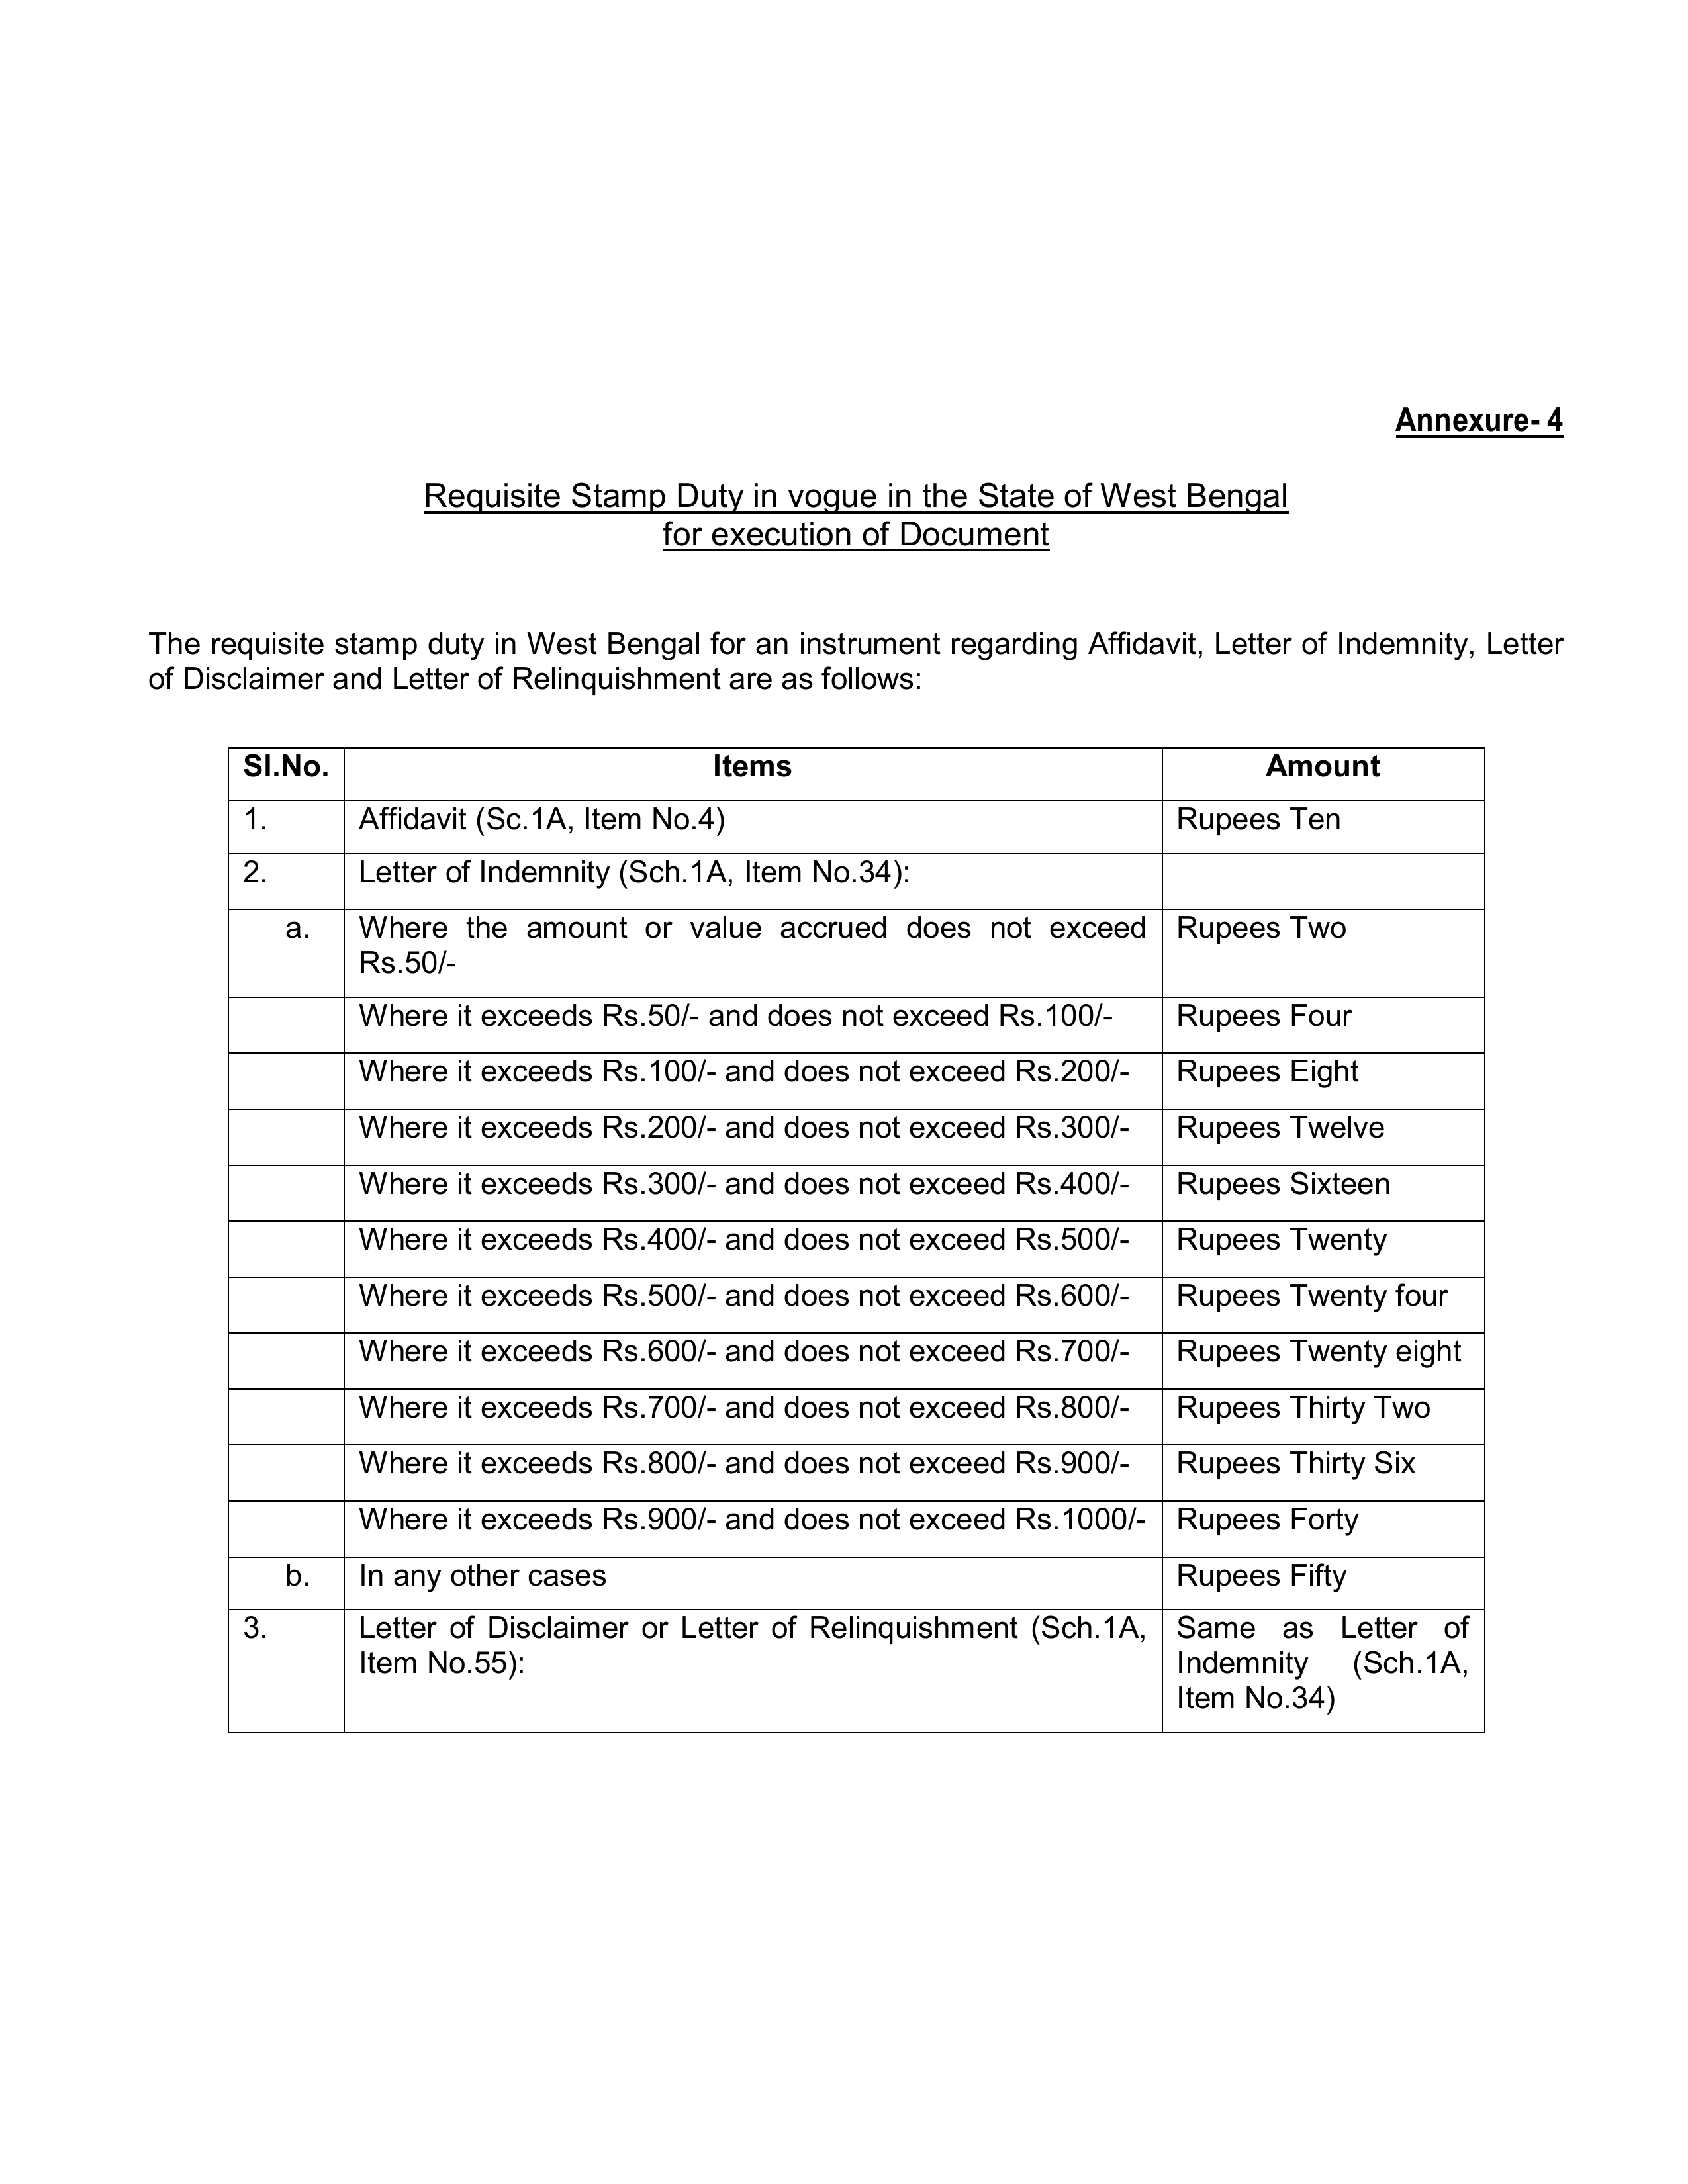 Annexure- 4
Requisite Stamp Duty in vogue in the State of West Bengal
for execution of Document
The requisite stamp duty in West Bengal for an instrument regarding Affidavit, Letter of Indemnity, Letter
of Disclaimer and Letter of Relinquishment are as follows:
Sl.No. Items Amount
1. Affidavit (Sc.1A, Item No.4) Rupees Ten
2. Letter of Indemnity (Sch.1A, Item No.34):
a. Where the amount or value accrued does not exceed Rupees Two
Rs.50/-
Where it exceeds Rs.50/- and does not exceed Rs.100/- Rupees Four
Where it exceeds Rs.100/- and does not exceed Rs.200/- Rupees Eight
Where it exceeds Rs.200/- and does not exceed Rs.300/- Rupees Twelve
Where it exceeds Rs.300/- and does not exceed Rs.400/- Rupees Sixteen
Where it exceeds Rs.400/- and does not exceed Rs.500/- Rupees Twenty
Where it exceeds Rs.500/- and does not exceed Rs.600/- Rupees Twenty four
Where it exceeds Rs.600/- and does not exceed Rs.700/- Rupees Twenty eight
Where it exceeds Rs.700/- and does not exceed Rs.800/- Rupees Thirty Two
Where it exceeds Rs.800/- and does not exceed Rs.900/- Rupees Thirty Six
Where it exceeds Rs.900/- and does not exceed Rs.1000/- Rupees Forty
b. In any other cases Rupees Fifty
3. Letter of Disclaimer or Letter of Relinquishment (Sch.1A, Same as Letter of
Item No.55): Indemnity (Sch.1A,
Item No.34)